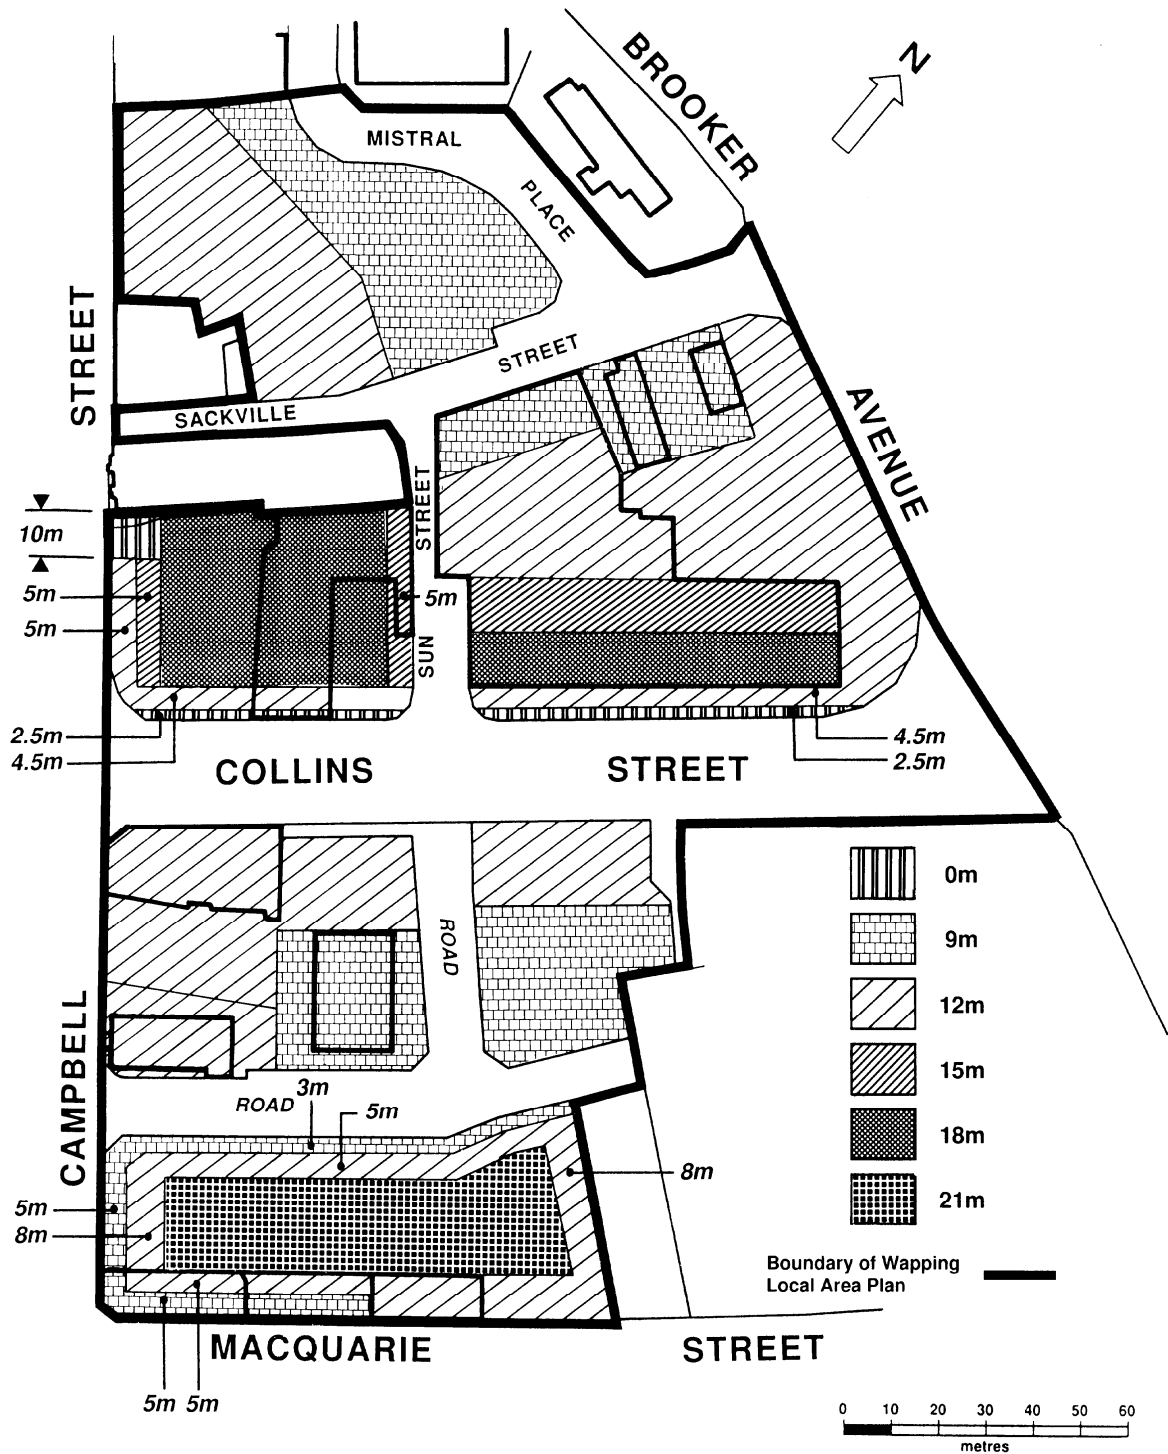 BROOKER
N
MISTRAL
PLACE
STREET
STREET
SACKVILLE
AVENUE
STREET
10m
5m
5m
5m
SUN
2.5m
4.5m
4.5m
2.5m
COLLINS
STREET
0m
ROAD
9m
12m
CAMPBELL
15m
3m
ROAD
5m
18m
8m
21m
5m
8m
Boundary of Wapping
Local Area Plan
MACQUARIE
STREET
5m 5m
0 10 20 30 40 50 60
metres